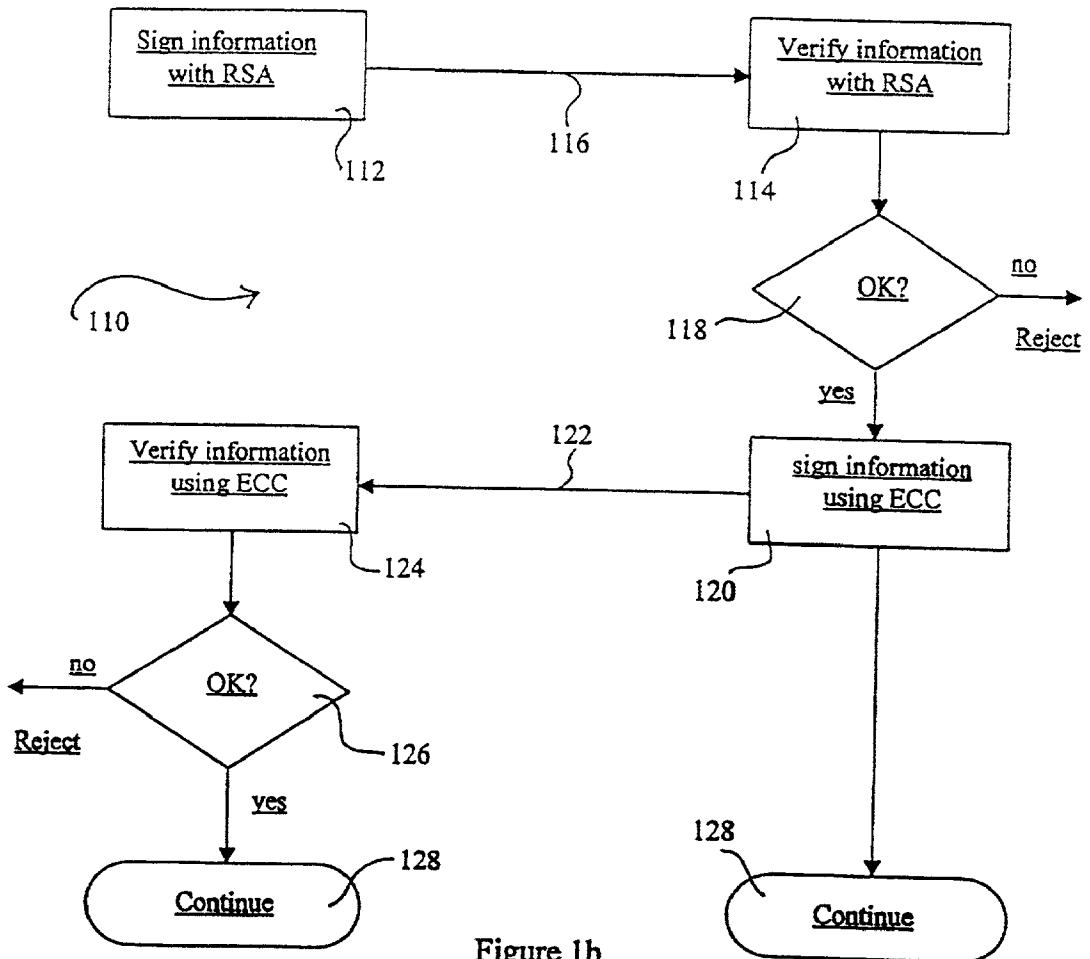 Sign information
with RSA
112
116
Verify information
with RSA
114
110
OK?
118
no
Reject
yes
Verify information
using ECC
124
122
sign information
using ECC
120
no
Reject
OK?
126
yes
Continue
128
128
Continue
Figure 1b